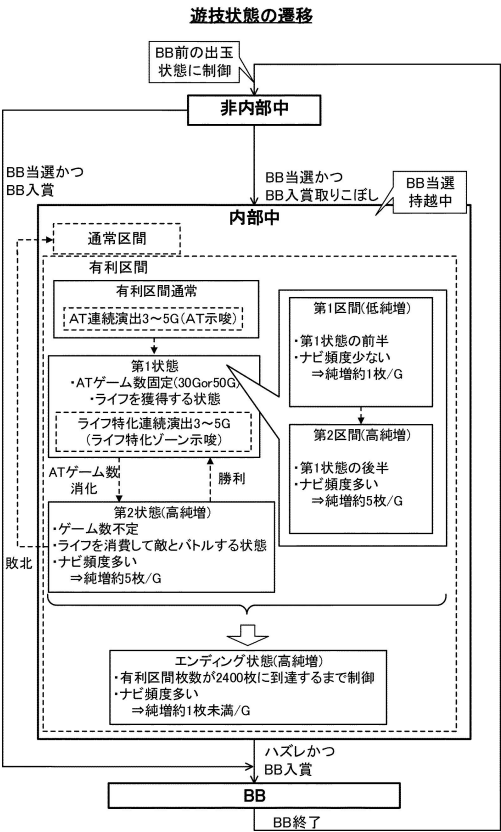 遊技状態の遷移
BB前の出玉
状態に制御
非内部中
BB当選かつ
BB入賞
BB当選かつ
BB入賞取りこぼし
BB当選
持越中
内部中
通常区間
有利区間
有利区間通常
AT連続演出3～5G(AT示唆)
第1状態
・ATゲーム数固定(30Gor50G)
・ライフを獲得する状態
ライフ特化連続演出3～5G
(ライフ特化ゾーン示唆)
第1区間(低純増)
・第1状態の前半
・ナビ頻度少ない
⇒純増約1枚/G
第2区間(高純増)
・第1状態の後半
・ナビ頻度多い
⇒純増約5枚/G
ATゲーム数
消化
勝利
第2状態(高純増)
・ゲーム数不定
・ライフを消費して敵とバトルする状態
・ナビ頻度多い
⇒純増約5枚/G
敗北
エンディング状態(高純増)
・有利区間枚数が2400枚に到達するまで制御
・ナビ頻度多い
⇒純増約1枚未満/G
ハズレかつ
BB入賞
BB
BB終了